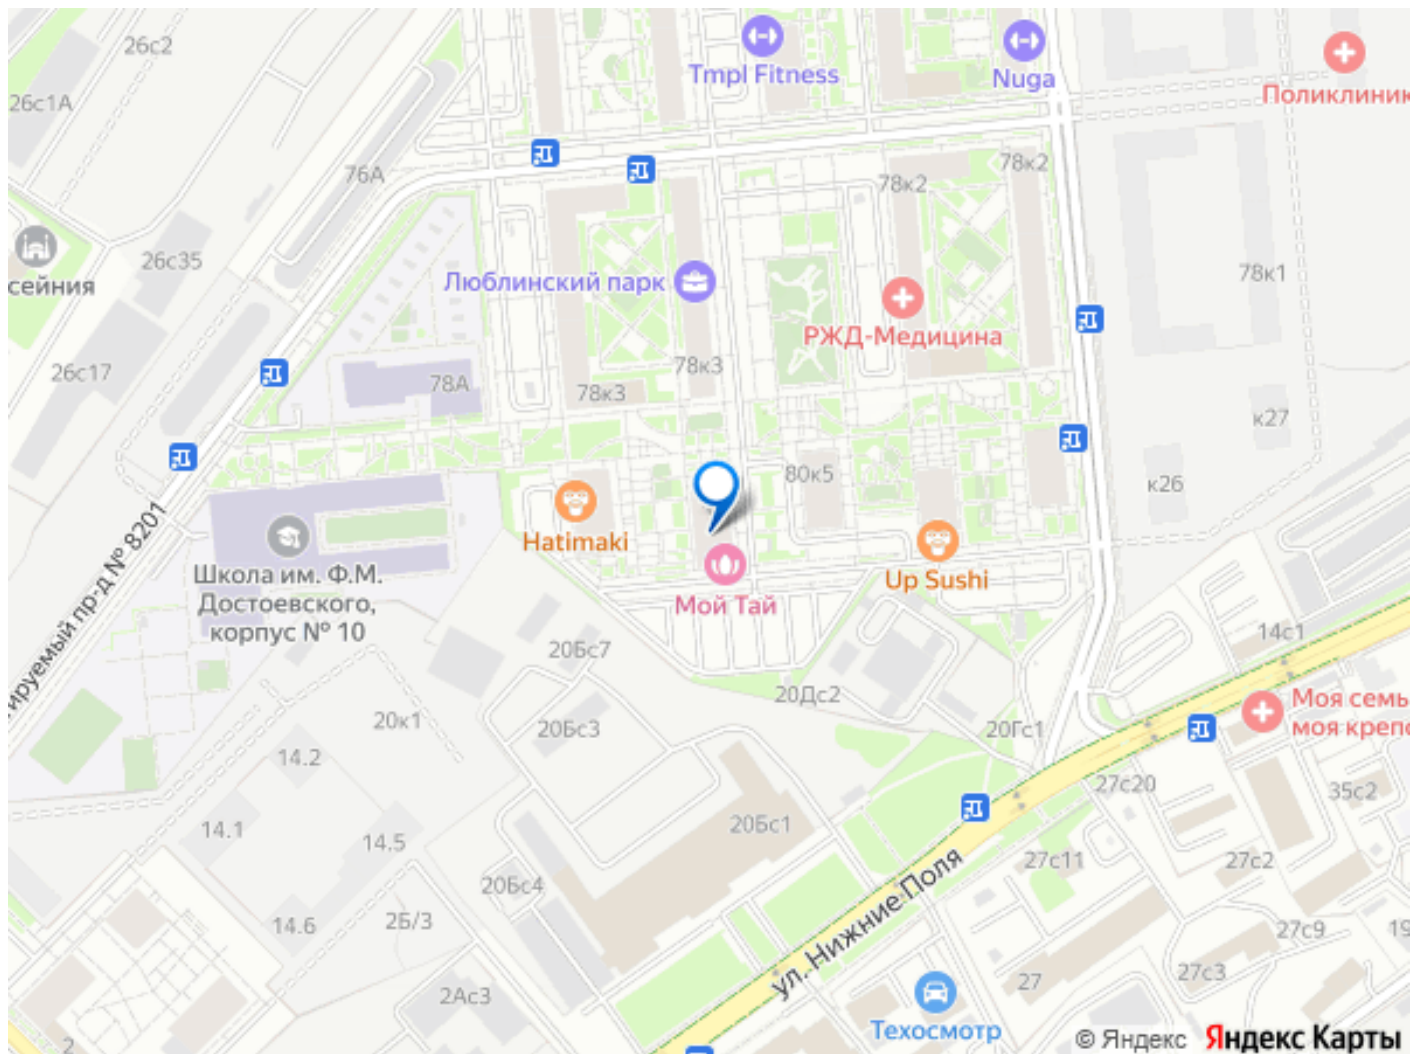 26с2
Tmpl Fitness
Nuga
26с1А
Поликлиник
76А
78к2
78к2
26с35
сейния
Люблинский парк
78к1
РЖД-Медицина
26с17
78А
78к3
78к3
к27
80к5
к26
Hatimaki
Up Sushi
Мой Тай
ируемый пр-д № 8201
Школа им. Ф.М.
Достоевского,
корпус № 10
20Бс7
14с1
20Дс2
20к1
20Бс3
20Гс1
Моя семь
моя крепо
14.2
27с20
35с2
14.1
14.5
20Бс1
27с11
27с2
20Бс4
ул. Нижние Поля
14.6
2Б/3
27с9
19
27
27с3
2Ас3
Техосмотр
2
© Яндекс Яндекс Карты